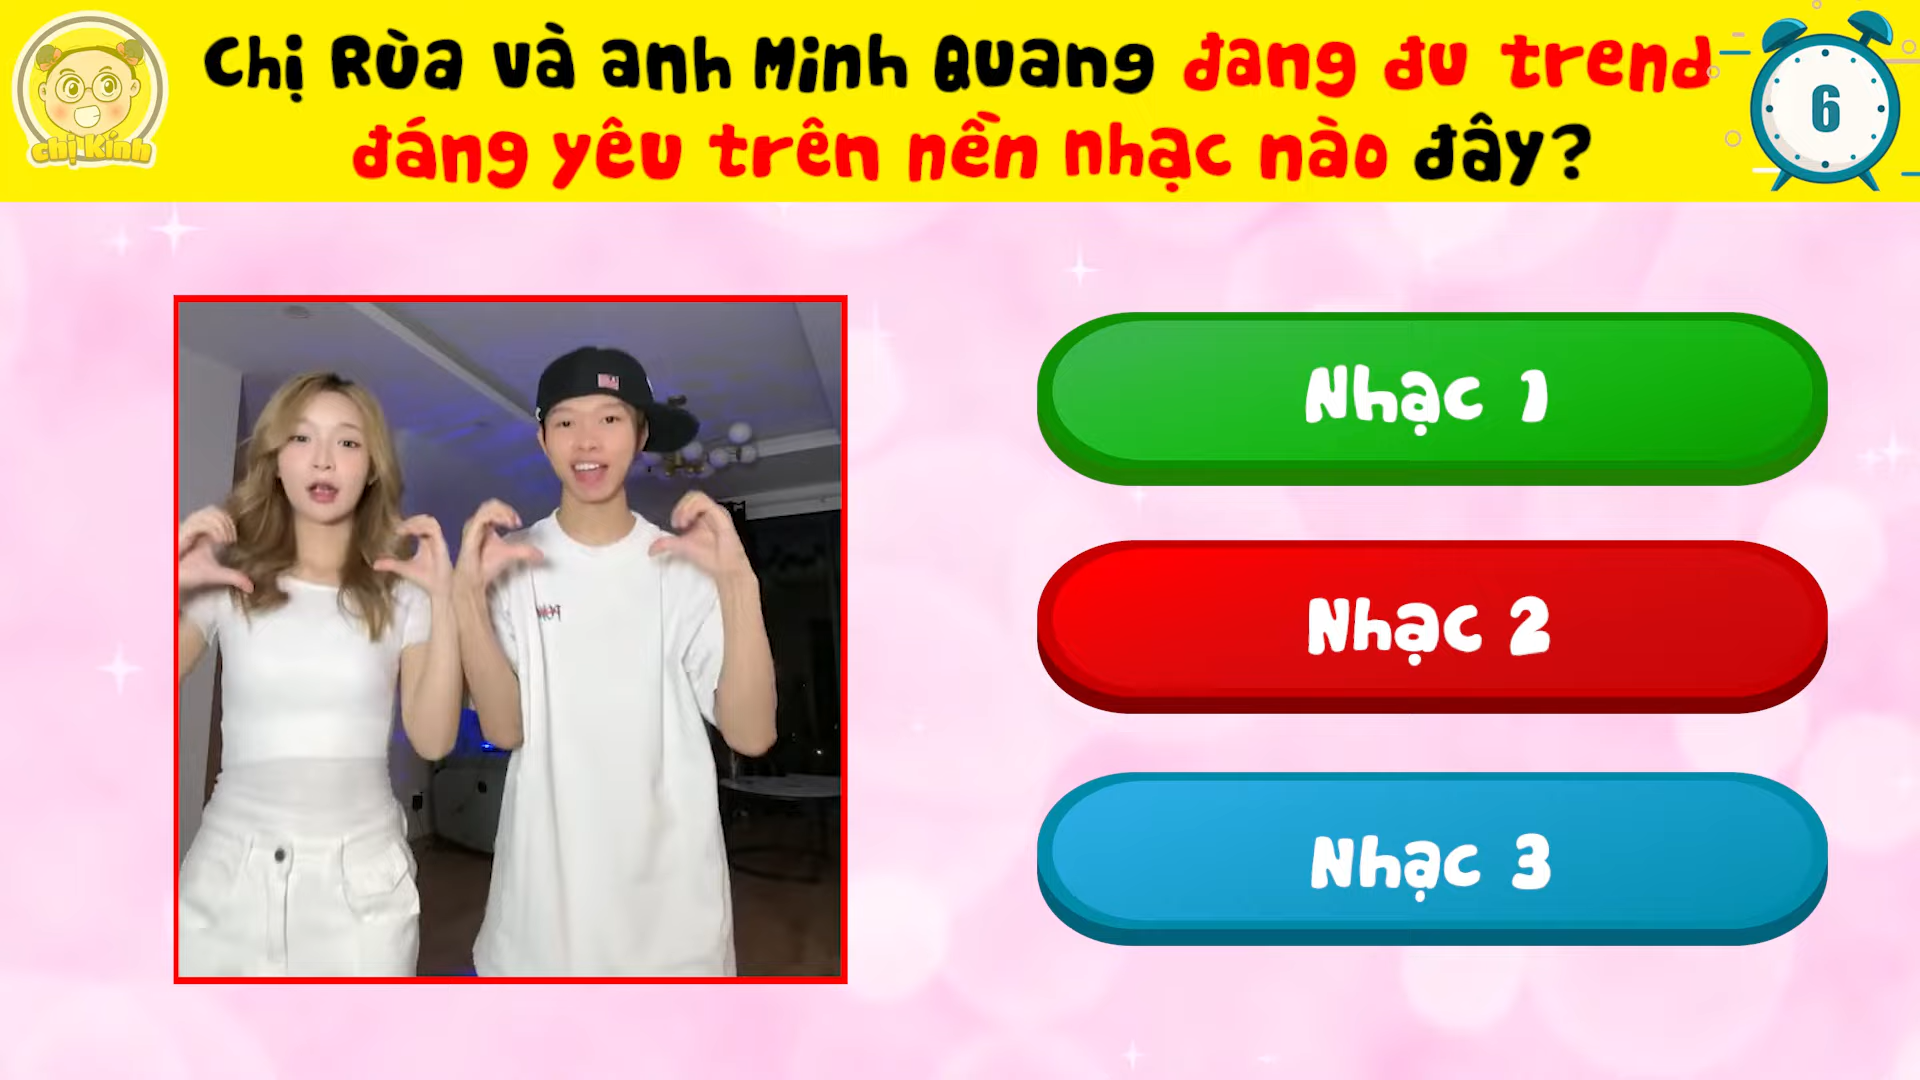 Chị Rùa và anh Minh Quang đang đu trend
đáng yêu trên nền nhạc nào đây?
chị Kính
6
Nhạc 1
Nhạc 2
Nhạc 3